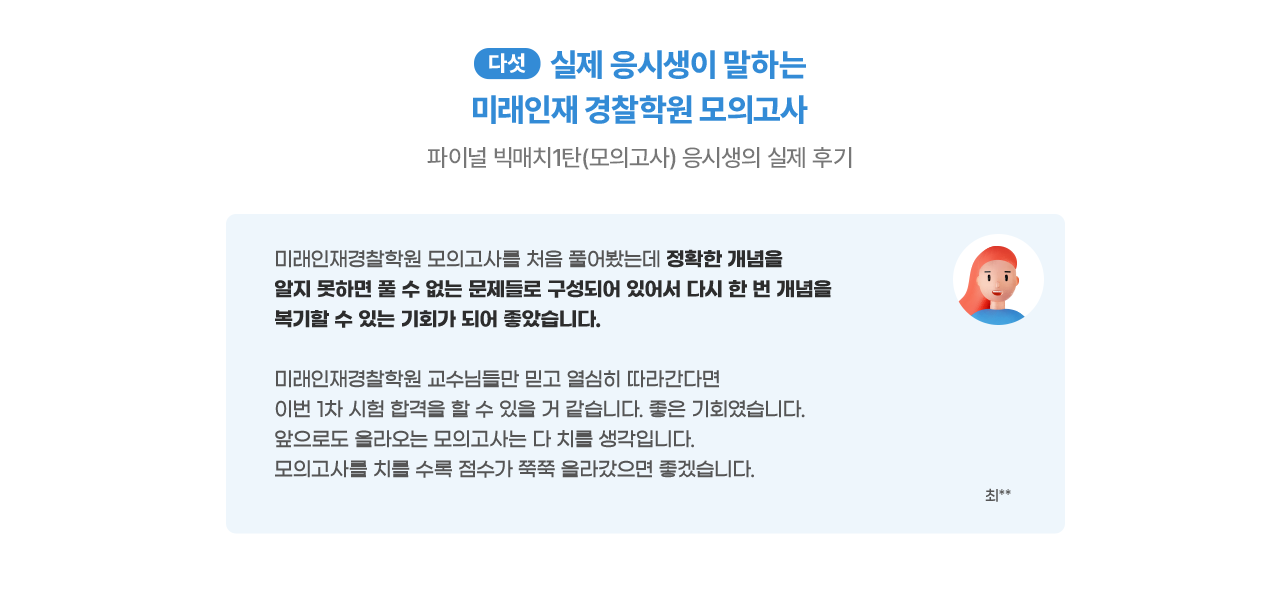 다섯 실제 응시생이 말하는
미래인재 경찰학원 모의고사
파이널 빅매치1탄(모의고사) 응시생의 실제 후기
미래인재경찰학원 모의고사를 처음 풀어봤는데 정확한 개념을
알지 못하면 풀 수 없는 문제들로 구성되어 있어서 다시 한 번 개념을
복기할 수 있는 기회가 되어 좋았습니다.
미래인재경찰학원 교수님들만 믿고 열심히 따라간다면
이번 1차 시험 합격을 할 수 있을 거 같습니다. 좋은 기회였습니다.
앞으로도 올라오는 모의고사는 다 치를 생각입니다.
모의고사를 치를 수록 점수가 쭉쭉 올라갔으면 좋겠습니다.
최**